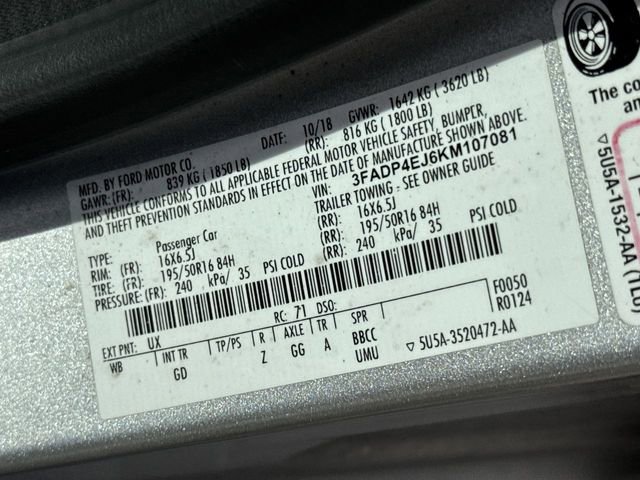 MFD. BY FORD MOTOR CO.
DATE: 10/18 GVWR: 1642 KG ( 3620 LB)
GAWR: (FR): 839 KG ( 1850 LB) (RR): 816 KG ( 1800 LB)
THIS VEHICLE CONFORMS TO ALL APPLICABLE FEDERAL MOTOR VEHICLE SAFETY, BUMPER,
AND THEFT PREVENTION STANDARDS IN EFFECT ON THE DATE OF MANUFACTURE SHOWN ABOVE.
VIN: 3FADP4EJ6KM107081
TYPE: Passenger Car TRAILER TOWING - SEE OWNER GUIDE
RIM: (FR): 16X6.5J (RR): 16X6.5J
TIRE: (FR): 195/50R16 84H (RR): 195/50R16 84H
PRESSURE: (FR): 240 kPa/ 35 PSI COLD (RR): 240 kPa/ 35 PSI COLD
EXT PNT: UX RC: 71 DSO: F0050
WB INT TR TP/PS R AXLE TR SPR R0124
GD Z GG A BBCC
UMU ▽ 5U5A-3520472-AA
The co
an
▽ 5U5A-1532-AA (1L